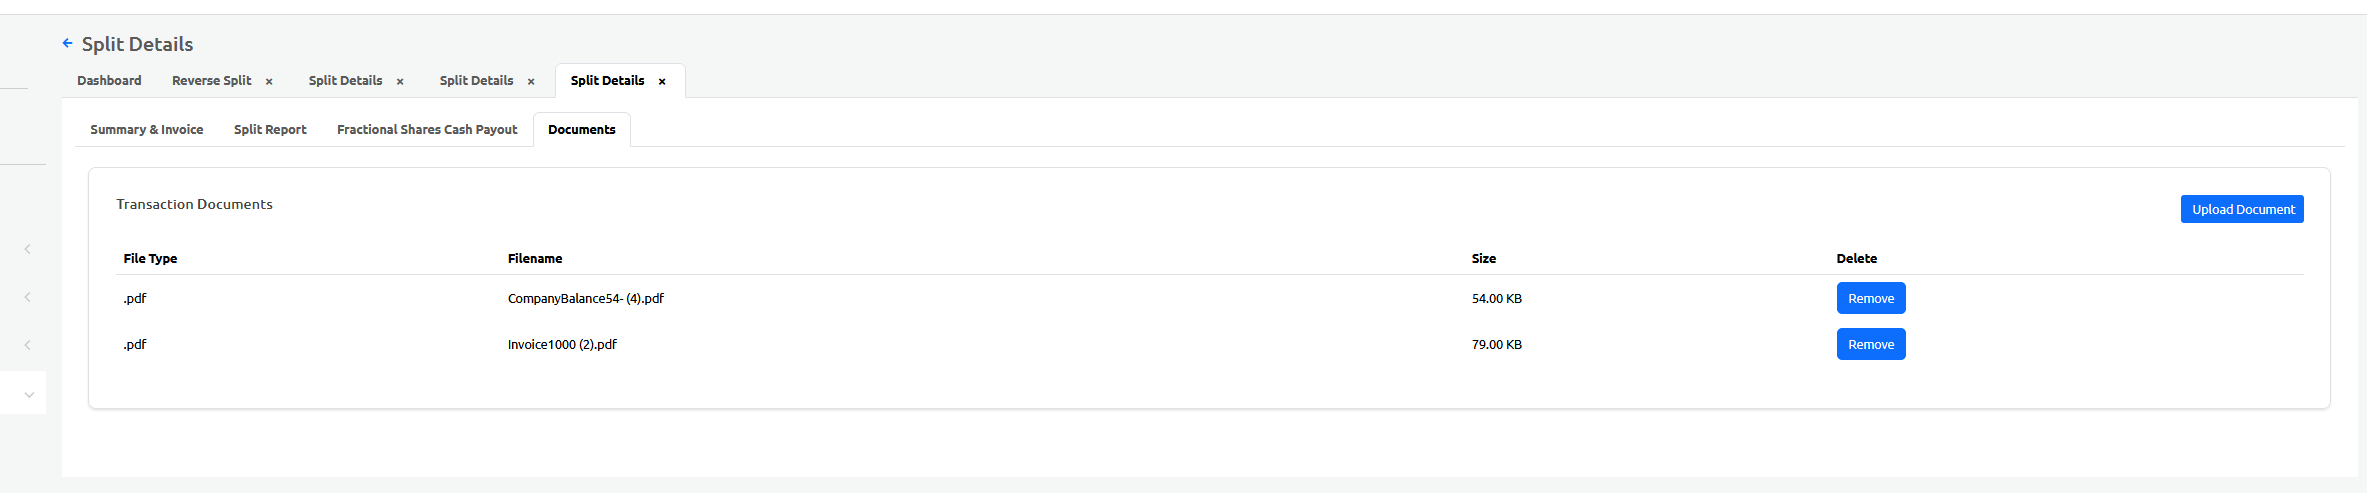 Split Details
Dashboard Reverse Split × Split Details × Split Details × Split Details ×
Summary & Invoice Split Report Fractional Shares Cash Payout Documents
Transaction Documents Upload Document
File Type Filename Size Delete
.pdf CompanyBalance54- (4).pdf 54.00 KB Remove
.pdf Invoice1000 (2).pdf 79.00 KB Remove